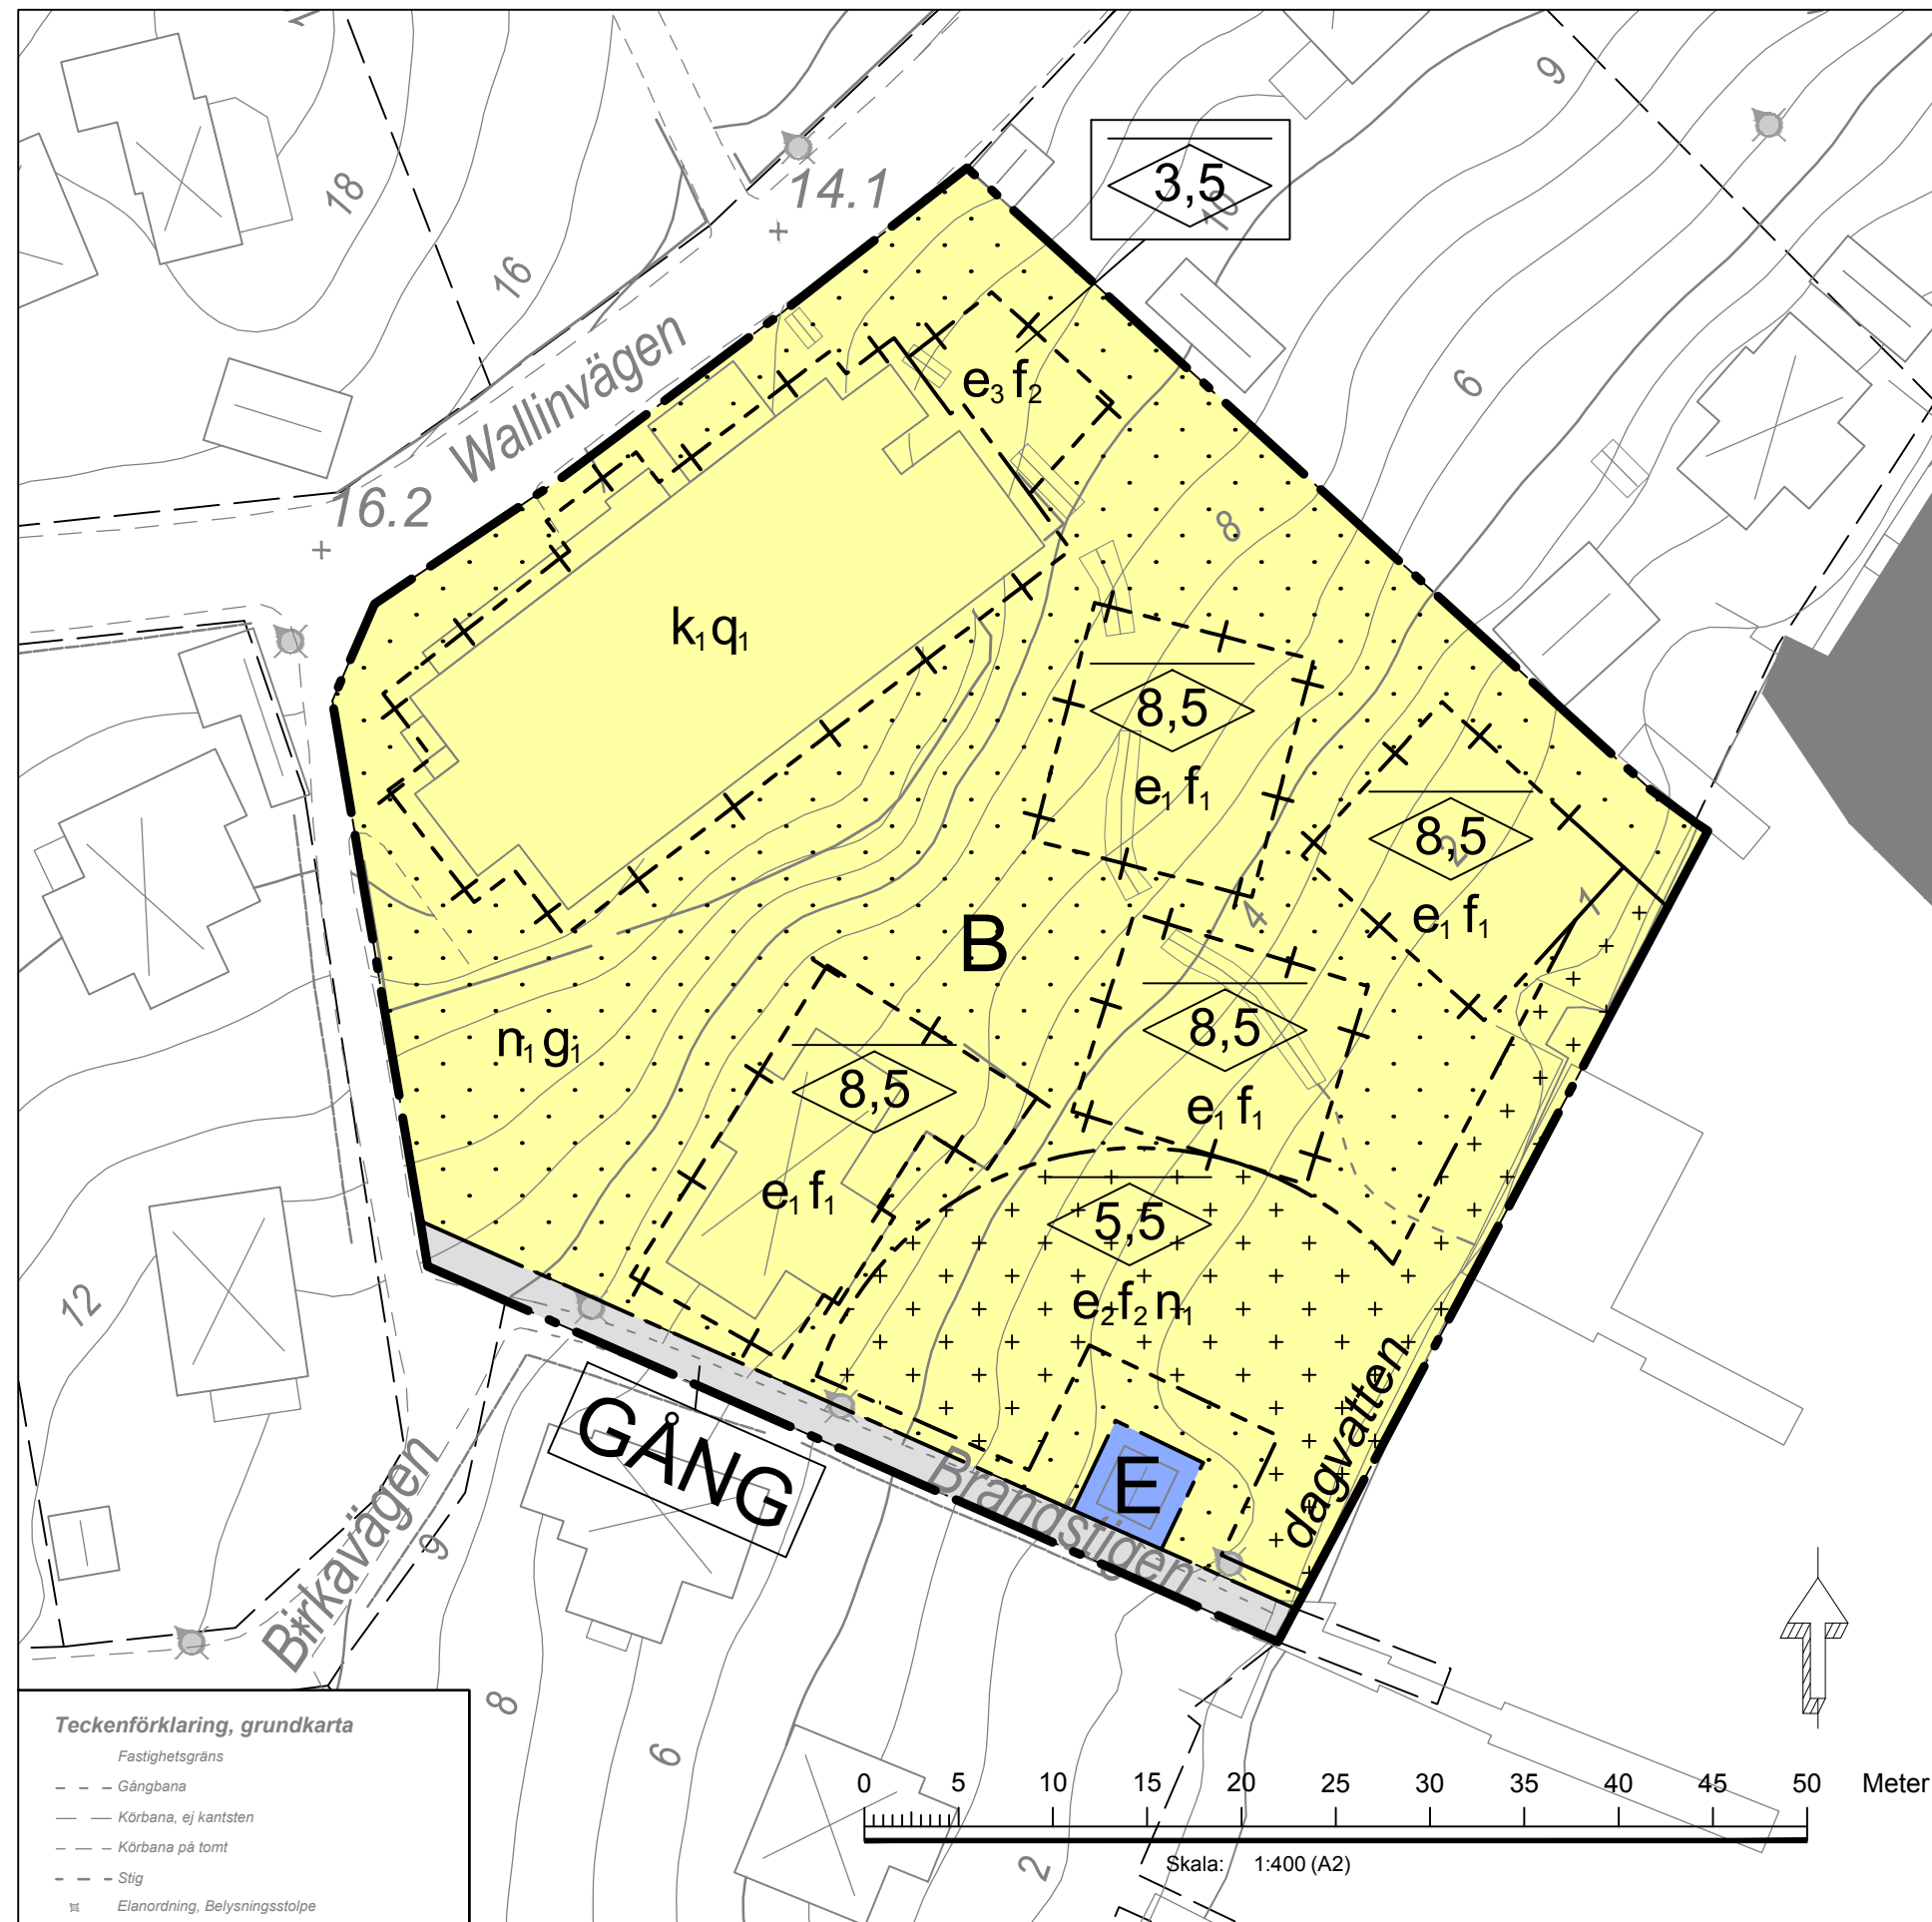 9
3,5
10
14.1
18
16
e₃ f₂
6
Wallinvägen
16.2
8
k₁ q₁
8,5
e₁ f₁
8,5
2
e₁ f₁
1
4
B
8,5
n₁ g₁
8,5
e₁ f₁
e₁ f₁
5,5
e₂ f₂ n₁
12
dagvatten
GÅNG
E
Brandstigen
Birkavägen
9
8
6
2
Teckenförklaring, grundkarta
Fastighetsgräns
Gångbana
Körbana, ej kantsten
Körbana på tomt
Stig
Elanordning, Belysningsstolpe
0 5 10 15 20 25 30 35 40 45 50 Meter
Skala: 1:400 (A2)